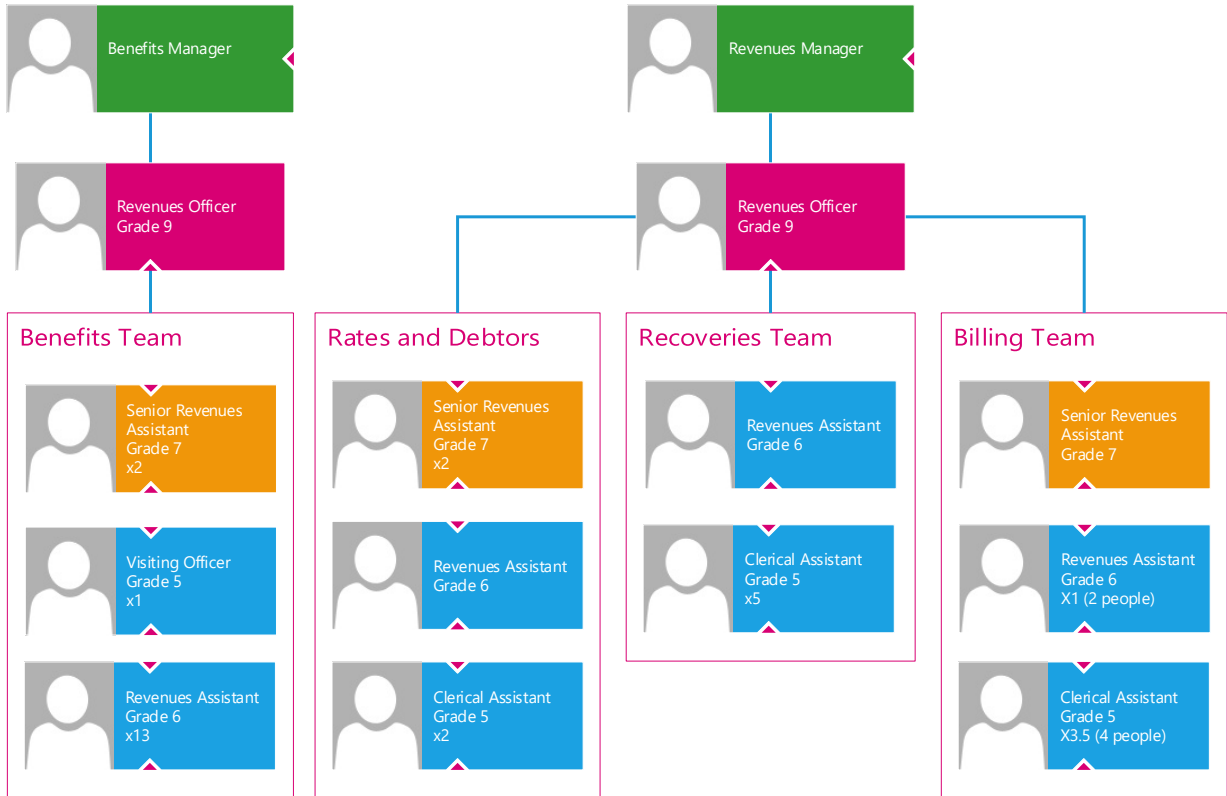 Benefits Manager
Revenues Manager
Revenues Officer
Grade 9
Revenues Officer
Grade 9
Benefits Team
Senior Revenues
Assistant
Grade 7
x2
Visiting Officer
Grade 5
x1
Revenues Assistant
Grade 6
x13
Rates and Debtors
Senior Revenues
Assistant
Grade 7
x2
Revenues Assistant
Grade 6
Clerical Assistant
Grade 5
x2
Recoveries Team
Revenues Assistant
Grade 6
Clerical Assistant
Grade 5
x5
Billing Team
Senior Revenues
Assistant
Grade 7
Revenues Assistant
Grade 6
X1 (2 people)
Clerical Assistant
Grade 5
X3.5 (4 people)